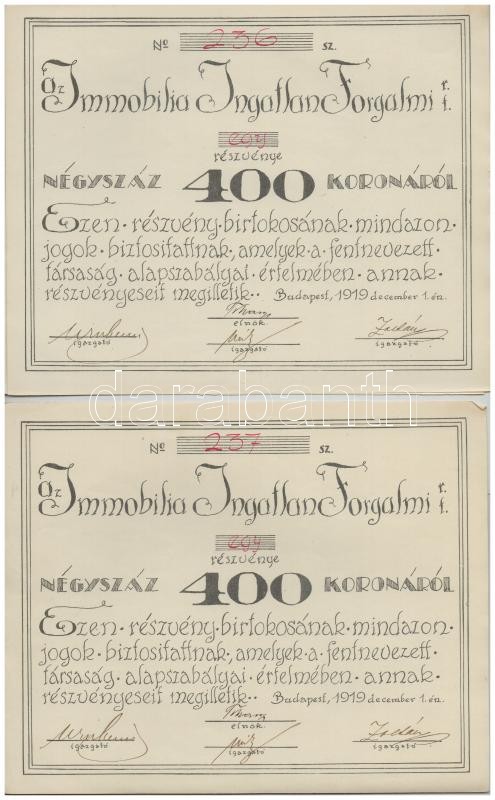 No 236 sz.
az Immobilia Ingatlan Forgalmi r. t.
egy
részvénye
NÉGYSZÁZ 400 KORONÁRÓL
Ezen · részvény · birtokosának · mindazon ·
jogok · biztosittatnak, amelyek · a · fentnevezett ·
társaság · alapszabályai · értelmében · annak ·
részvényeseit megilletik · · Budapest, 1919 december 1. én.
elnök.
igazgató igazgató igazgató
darabanth
No 237 sz.
az Immobilia Ingatlan Forgalmi r. t.
egy
részvénye
NÉGYSZÁZ 400 KORONÁRÓL
Ezen · részvény · birtokosának · mindazon ·
jogok · biztosittatnak, amelyek · a · fentnevezett ·
társaság · alapszabályai · értelmében · annak ·
részvényeseit megilletik · · Budapest, 1919 december 1. én.
elnök.
igazgató igazgató igazgató